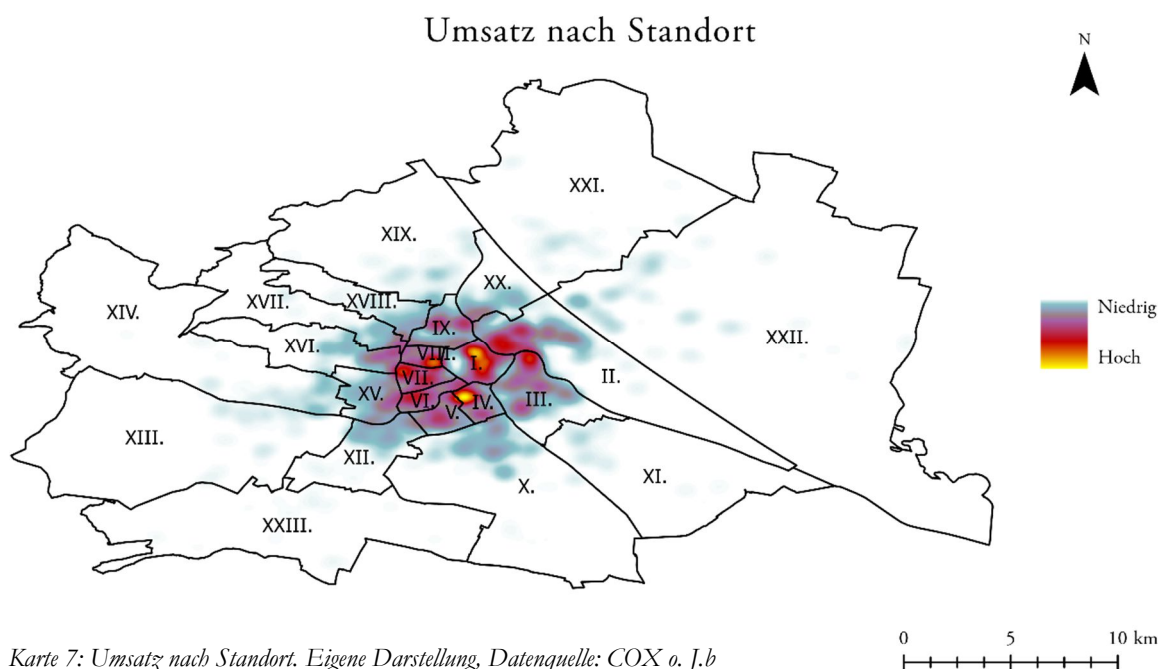 Umsatz nach Standort
N
XXI.
XIX.
XX.
XIV.
XVII.
XVIII.
Niedrig
IX.
XXII.
XVI.
VIII.
Hoch
I.
VII.
II.
XV.
VI.
IV.
III.
V.
XIII.
XII.
XI.
X.
XXIII.
0 5 10 km
Karte 7: Umsatz nach Standort. Eigene Darstellung, Datenquelle: COX o. J.b